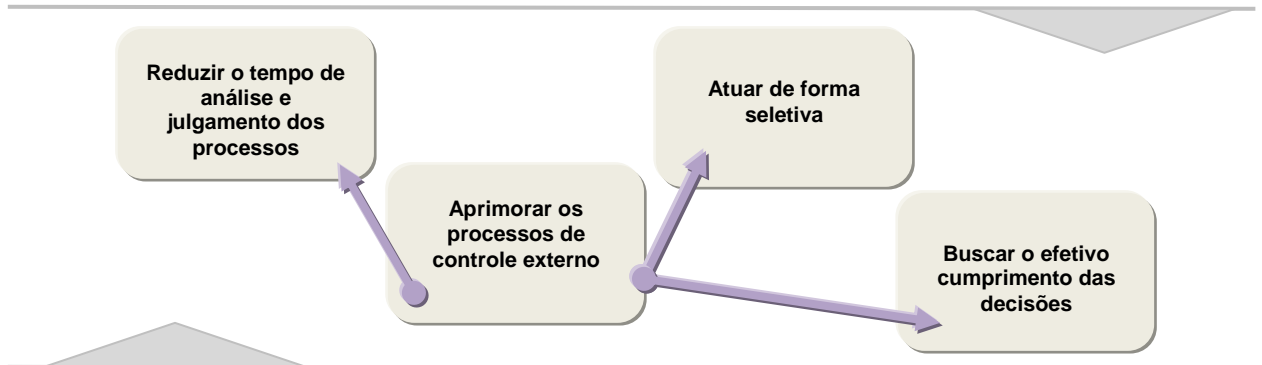 Reduzir o tempo de
análise e
julgamento dos
processos
Atuar de forma
seletiva
Aprimorar os
processos de
controle externo
Buscar o efetivo
cumprimento das
decisões